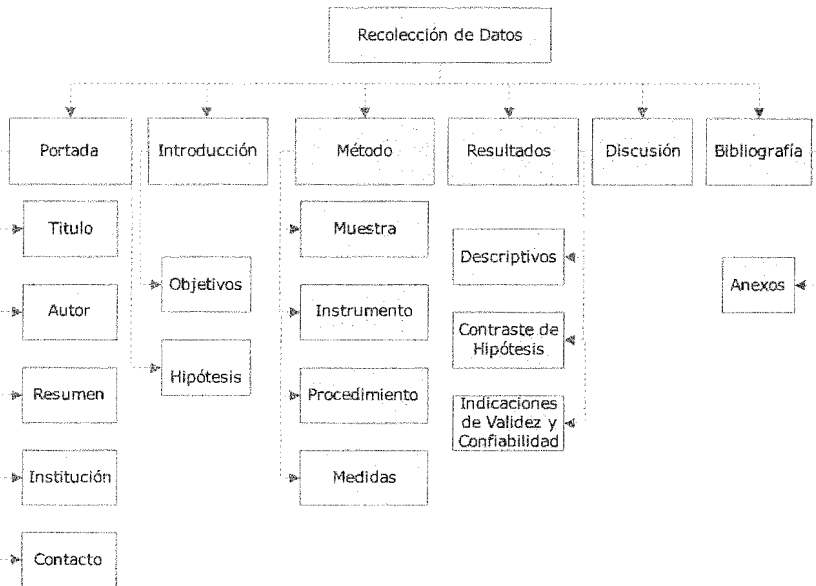 Recolección de Datos
Portada
Introducción
Método
Resultados
Discusión
Bibliografía
Titulo
Autor
Resumen
Institución
Contacto
Objetivos
Hipótesis
Muestra
Instrumento
Procedimiento
Medidas
Descriptivos
Contraste de
Hipótesis
Indicaciones
de Validez y
Confiabilidad
Anexos